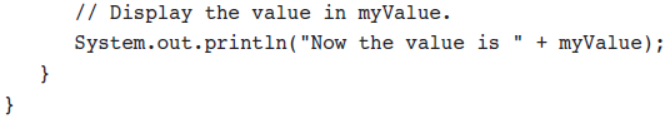 // Display the value in myValue.
System.out.println("Now the value is " + myValue);
}
}